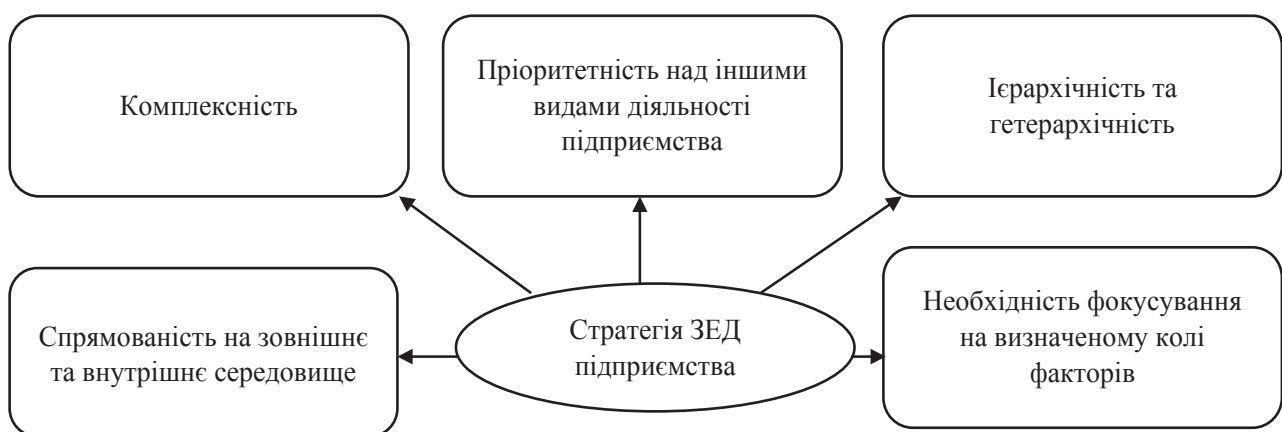 Комплексність
Пріоритетність над іншими
видами діяльності
підприємства
Ієрархічність та
гетерархічність
Спрямованість на зовнішнє
та внутрішнє середовище
Стратегія ЗЕД
підприємства
Необхідність фокусування
на визначеному колі
факторів